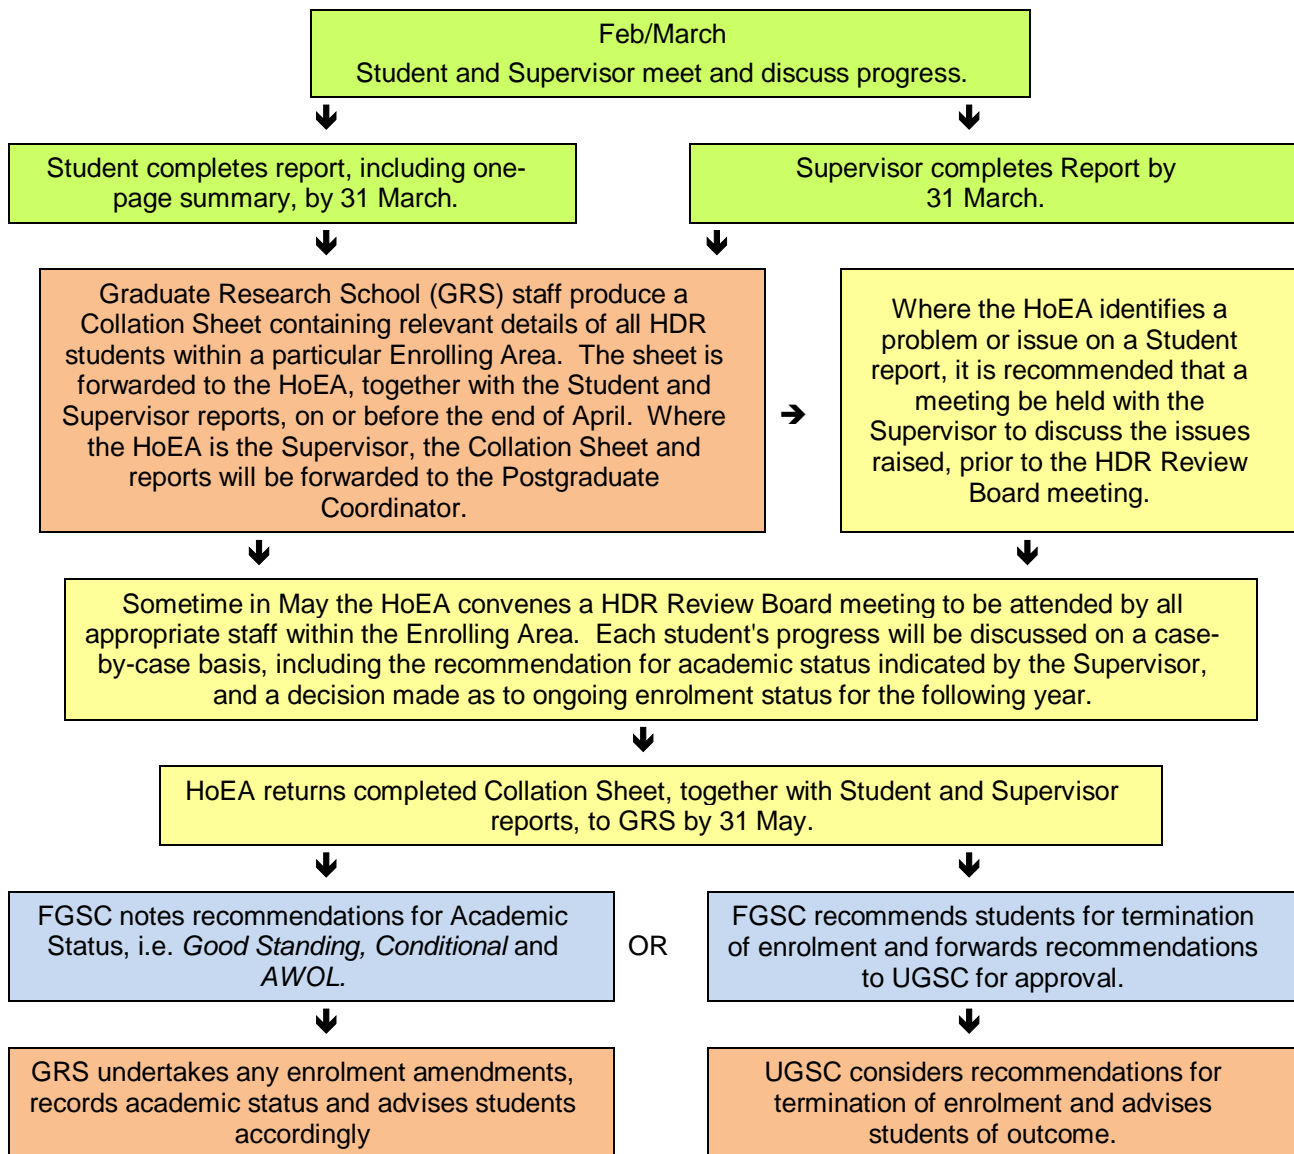 Feb/March
Student and Supervisor meet and discuss progress.
Student completes report, including one-
page summary, by 31 March.
Supervisor completes Report by
31 March.
Graduate Research School (GRS) staff produce a
Collation Sheet containing relevant details of all HDR
students within a particular Enrolling Area.  The sheet is
forwarded to the HoEA, together with the Student and
Supervisor reports, on or before the end of April.  Where
the HoEA is the Supervisor, the Collation Sheet and
reports will be forwarded to the Postgraduate
Coordinator.
Where the HoEA identifies a
problem or issue on a Student
report, it is recommended that a
meeting be held with the
Supervisor to discuss the issues
raised, prior to the HDR Review
Board meeting.
Sometime in May the HoEA convenes a HDR Review Board meeting to be attended by all
appropriate staff within the Enrolling Area.  Each student's progress will be discussed on a case-
by-case basis, including the recommendation for academic status indicated by the Supervisor,
and a decision made as to ongoing enrolment status for the following year.
HoEA returns completed Collation Sheet, together with Student and Supervisor
reports, to GRS by 31 May.
FGSC notes recommendations for Academic
Status, i.e. Good Standing, Conditional and
AWOL.
OR
FGSC recommends students for termination
of enrolment and forwards recommendations
to UGSC for approval.
GRS undertakes any enrolment amendments,
records academic status and advises students
accordingly
UGSC considers recommendations for
termination of enrolment and advises
students of outcome.